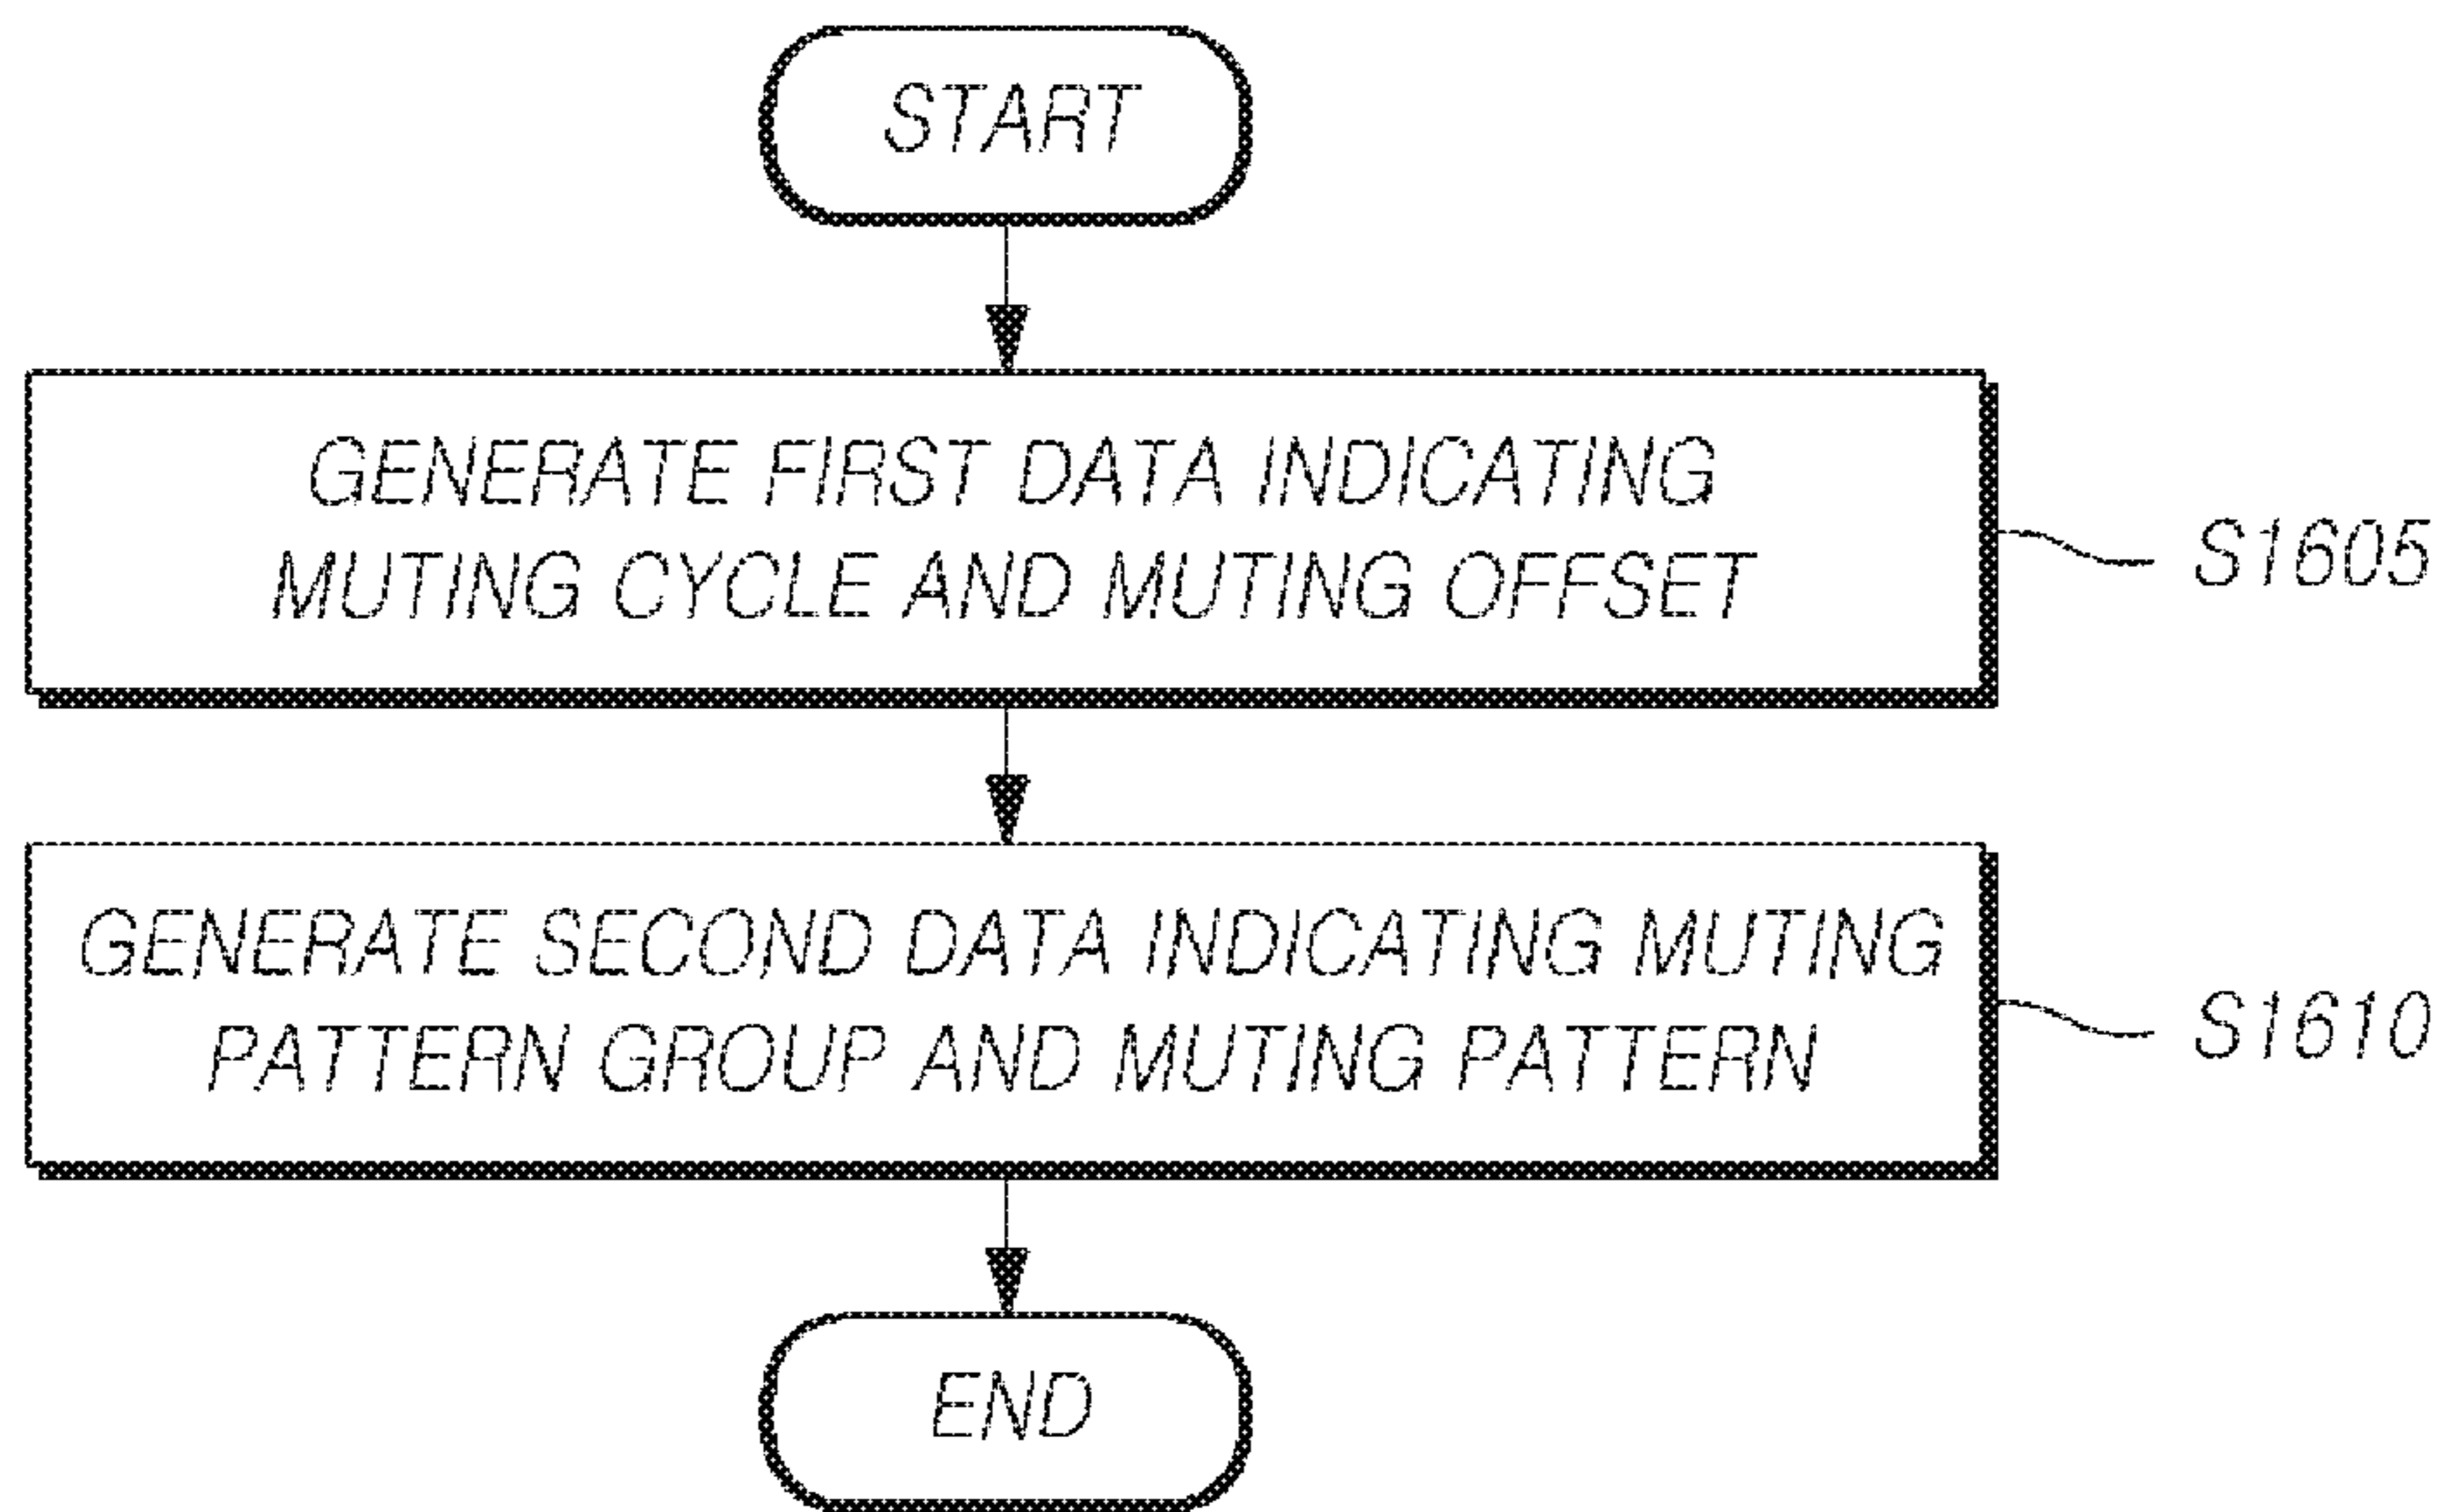 START
GENERATE FIRST DATA INDICATING
MUTING CYCLE AND MUTING OFFSET
S1605
GENERATE SECOND DATA INDICATING MUTING
PATTERN GROUP AND MUTING PATTERN
S1610
END